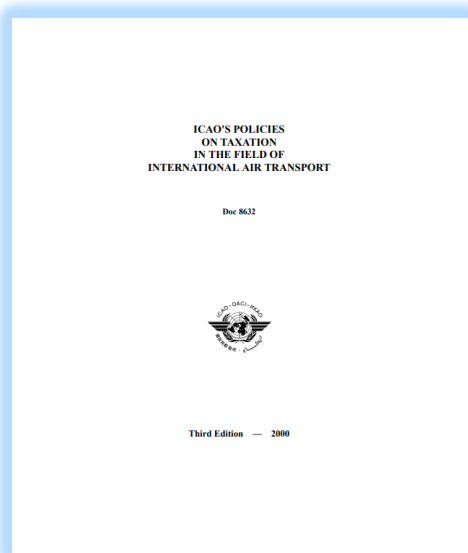 ICAO'S POLICIES
ON TAXATION
IN THE FIELD OF
INTERNATIONAL AIR TRANSPORT
Doc 8632
ICAO · OACI · ИКАО
Third Edition — 2000